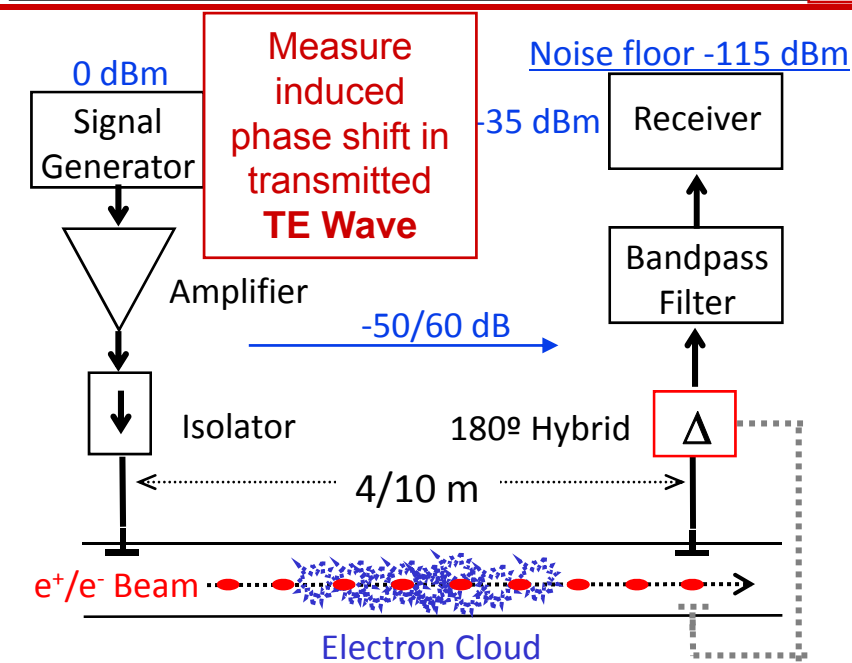 0 dBm
Signal
Generator
Measure
induced
phase shift in
transmitted
TE Wave
Noise floor -115 dBm
-35 dBm
Receiver
Amplifier
Bandpass
Filter
-50/60 dB
Isolator
180º Hybrid
Δ
4/10 m
e⁺/e⁻ Beam
Electron Cloud